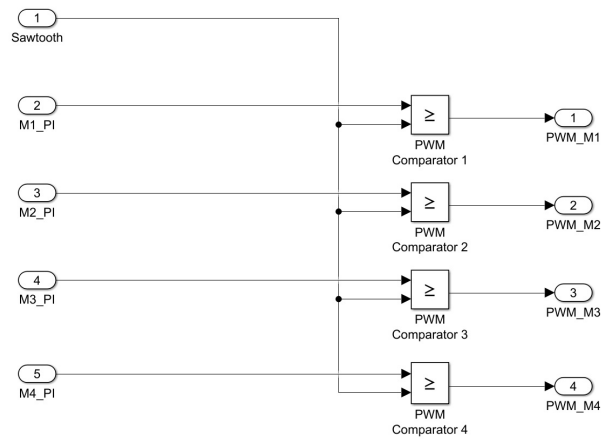 1
Sawtooth
2
M1_PI
≥
PWM
Comparator 1
1
PWM_M1
3
M2_PI
≥
PWM
Comparator 2
2
PWM_M2
4
M3_PI
≥
PWM
Comparator 3
3
PWM_M3
5
M4_PI
≥
PWM
Comparator 4
4
PWM_M4